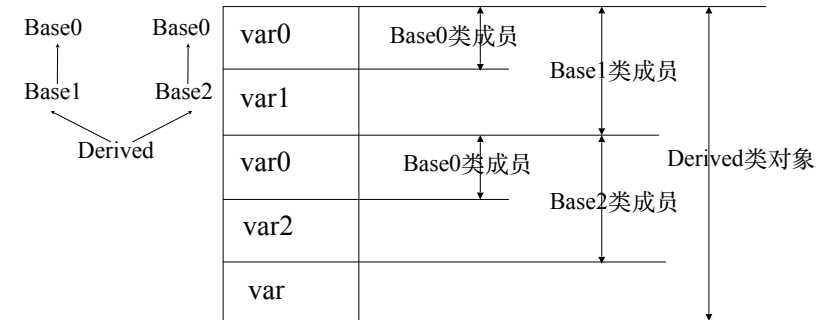 Base0
Base0
Base1
Base2
Derived
var0
Base0类成员
Base1类成员
var1
var0
Base0类成员
Derived类对象
Base2类成员
var2
var